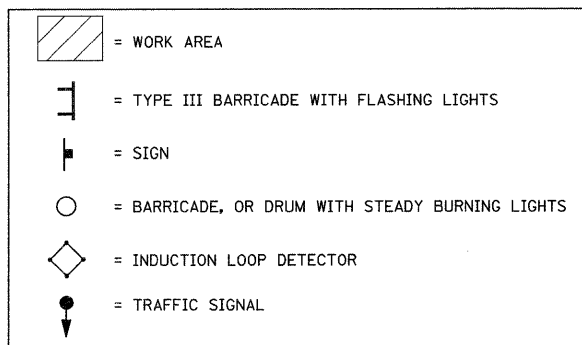 = WORK AREA
= TYPE III BARRICADE WITH FLASHING LIGHTS
= SIGN
= BARRICADE, OR DRUM WITH STEADY BURNING LIGHTS
= INDUCTION LOOP DETECTOR
= TRAFFIC SIGNAL